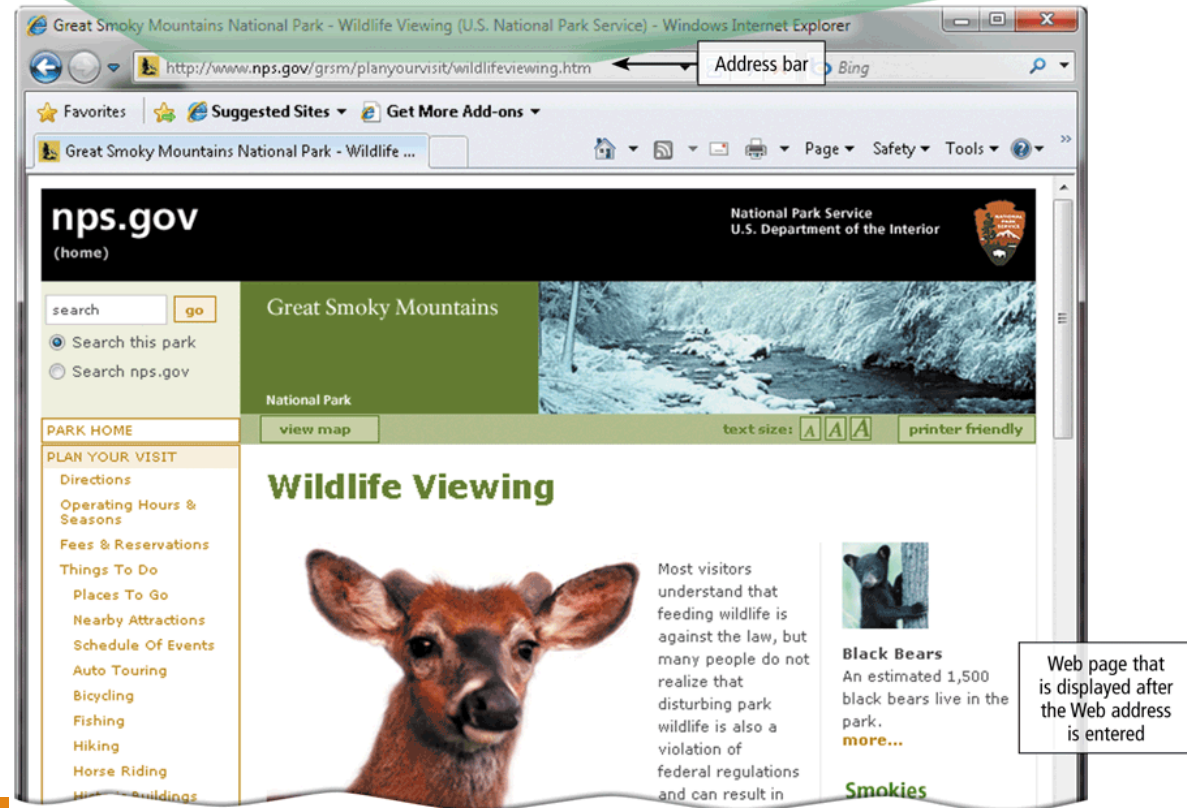 Great Smoky Mountains National Park - Wildlife Viewing (U.S. National Park Service) - Windows Internet Explorer
http://www.nps.gov/grsm/planyourvisit/wildlifeviewing.htm
Address bar
Bing
Favorites
Suggested Sites
Get More Add-ons
Great Smoky Mountains National Park - Wildlife ...
Page
Safety
Tools
nps.gov
(home)
National Park Service
U.S. Department of the Interior
NATIONAL
PARK
SERVICE
search
go
Search this park
Search nps.gov
Great Smoky Mountains
National Park
view map
text size: A A A
printer friendly
PARK HOME
PLAN YOUR VISIT
Directions
Operating Hours &
Seasons
Fees & Reservations
Things To Do
Places To Go
Nearby Attractions
Schedule Of Events
Auto Touring
Bicycling
Fishing
Hiking
Horse Riding
Buildings
Wildlife Viewing
Most visitors
understand that
feeding wildlife is
against the law, but
many people do not
realize that
disturbing park
wildlife is also a
violation of
federal regulations
and can result in
Black Bears
An estimated 1,500
black bears live in the
park.
more...
Smokies
Web page that
is displayed after
the Web address
is entered